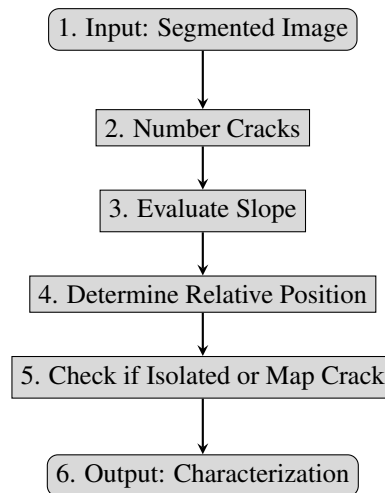 1. Input: Segmented Image
2. Number Cracks
3. Evaluate Slope
4. Determine Relative Position
5. Check if Isolated or Map Crack
6. Output: Characterization